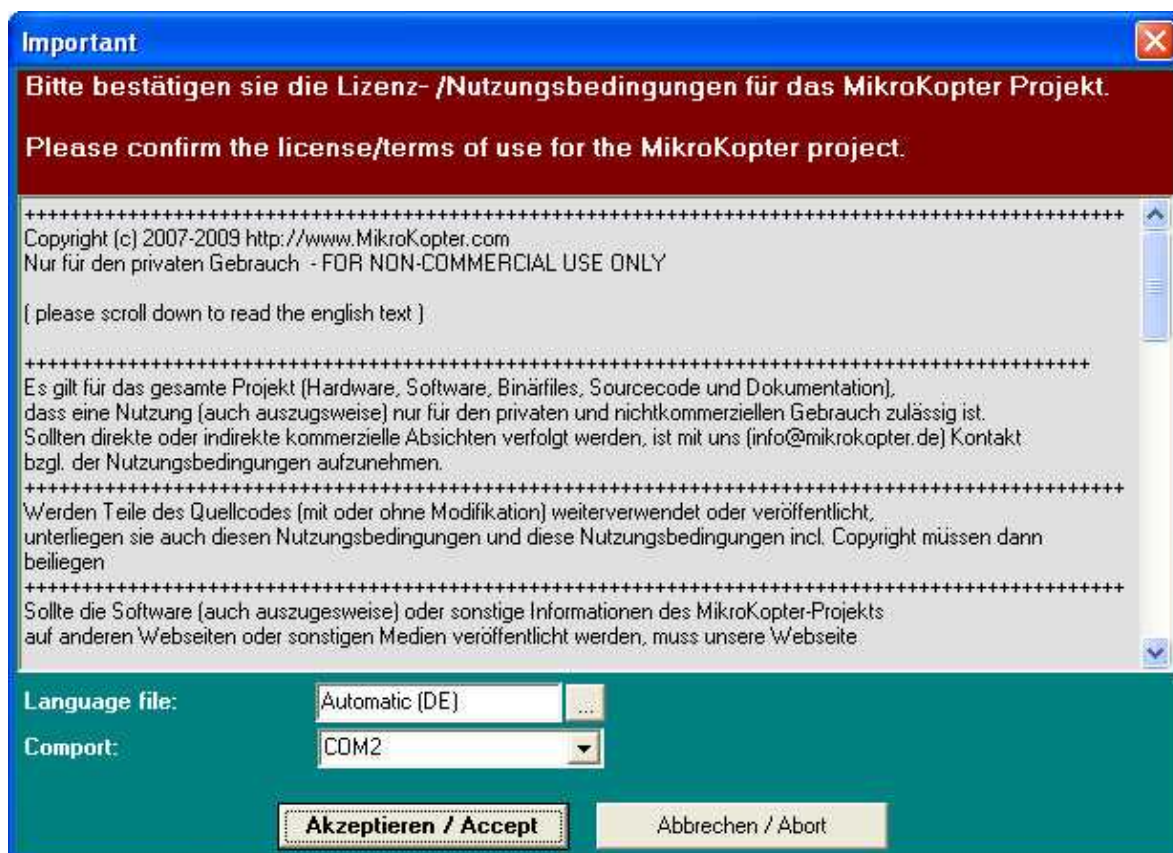 Important
Bitte bestätigen sie die Lizenz- /Nutzungsbedingungen für das MikroKopter Projekt.
Please confirm the license/terms of use for the MikroKopter project.
++++++++++++++++++++++++++++++++++++++++++++++++++++++++++++++++++++++++++++++++++++++++++++++++
Copyright (c) 2007-2009 http://www.MikroKopter.com
Nur für den privaten Gebrauch  - FOR NON-COMMERCIAL USE ONLY
( please scroll down to read the english text )
+++++++++++++++++++++++++++++++++++++++++++++++++++++++++++++++++++++++++++++++++++++++++++++
Es gilt für das gesamte Projekt (Hardware, Software, Binärfiles, Sourcecode und Dokumentation),
dass eine Nutzung (auch auszugsweise) nur für den privaten und nichtkommerziellen Gebrauch zulässig ist.
Sollten direkte oder indirekte kommerzielle Absichten verfolgt werden, ist mit uns (info@mikrokopter.de) Kontakt
bzgl. der Nutzungsbedingungen aufzunehmen.
++++++++++++++++++++++++++++++++++++++++++++++++++++++++++++++++++++++++++++++++++++++++++++++++
Werden Teile des Quellcodes (mit oder ohne Modifikation) weiterverwendet oder veröffentlicht,
unterliegen sie auch diesen Nutzungsbedingungen und diese Nutzungsbedingungen incl. Copyright müssen dann
beiliegen
++++++++++++++++++++++++++++++++++++++++++++++++++++++++++++++++++++++++++++++++++++++++++++++++
Sollte die Software (auch auszugesweise) oder sonstige Informationen des MikroKopter-Projekts
auf anderen Webseiten oder sonstigen Medien veröffentlicht werden, muss unsere Webseite
Language file: Automatic (DE) ...
Comport: COM2
Akzeptieren / Accept Abbrechen / Abort